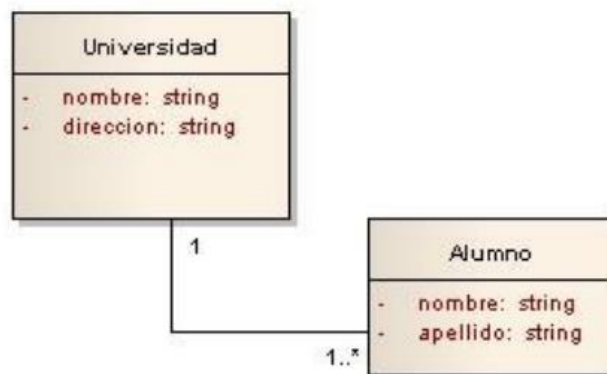 Universidad
- nombre: string
- direccion: string
1
Alumno
- nombre: string
- apellido: string
1..*